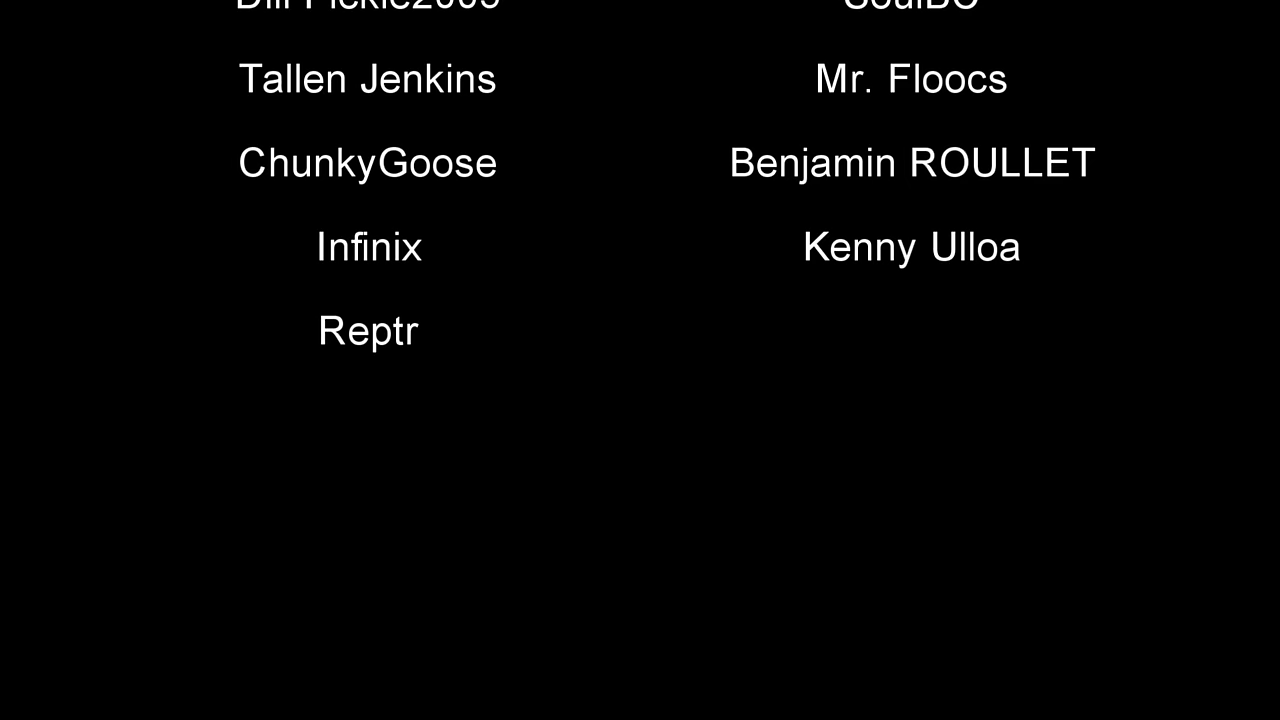 Tallen Jenkins
Mr. Floocs
ChunkyGoose
Benjamin ROULLET
Infinix
Kenny Ulloa
Reptr